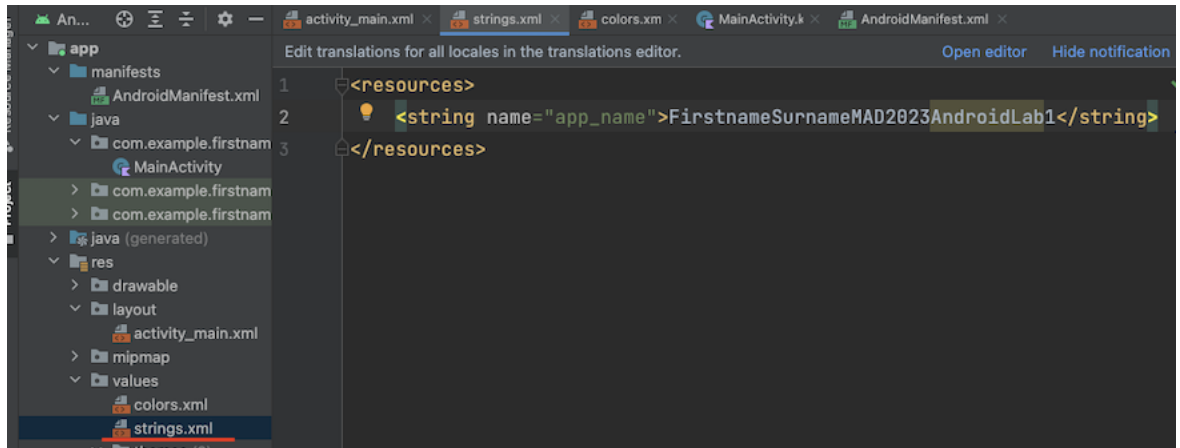 An...
activity_main.xml
strings.xml
colors.xm
MainActivity.k
AndroidManifest.xml
app
manifests
AndroidManifest.xml
java
com.example.firstnam
MainActivity
com.example.firstnam
com.example.firstnam
java (generated)
res
drawable
layout
activity_main.xml
mipmap
values
colors.xml
strings.xml
Project
Edit translations for all locales in the translations editor.
Open editor
Hide notification
1 <resources>
2 <string name="app_name">FirstnameSurnameMAD2023AndroidLab1</string>
3 </resources>